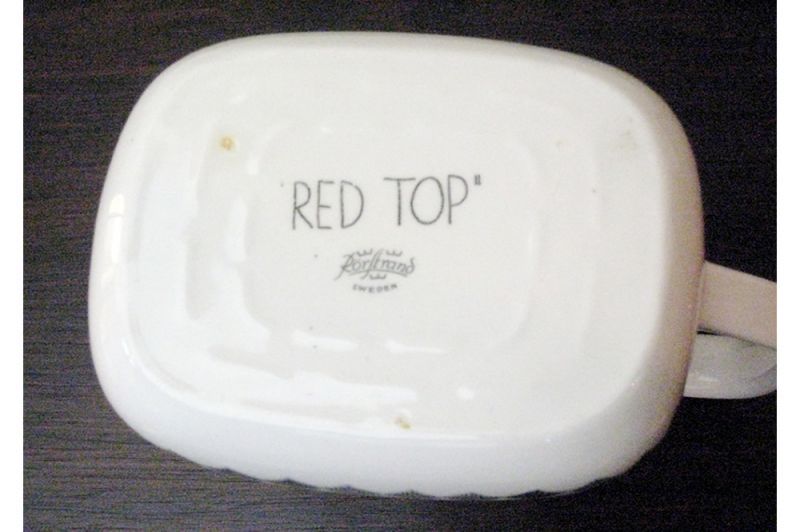 "RED TOP"
Rörstrand
SWEDEN